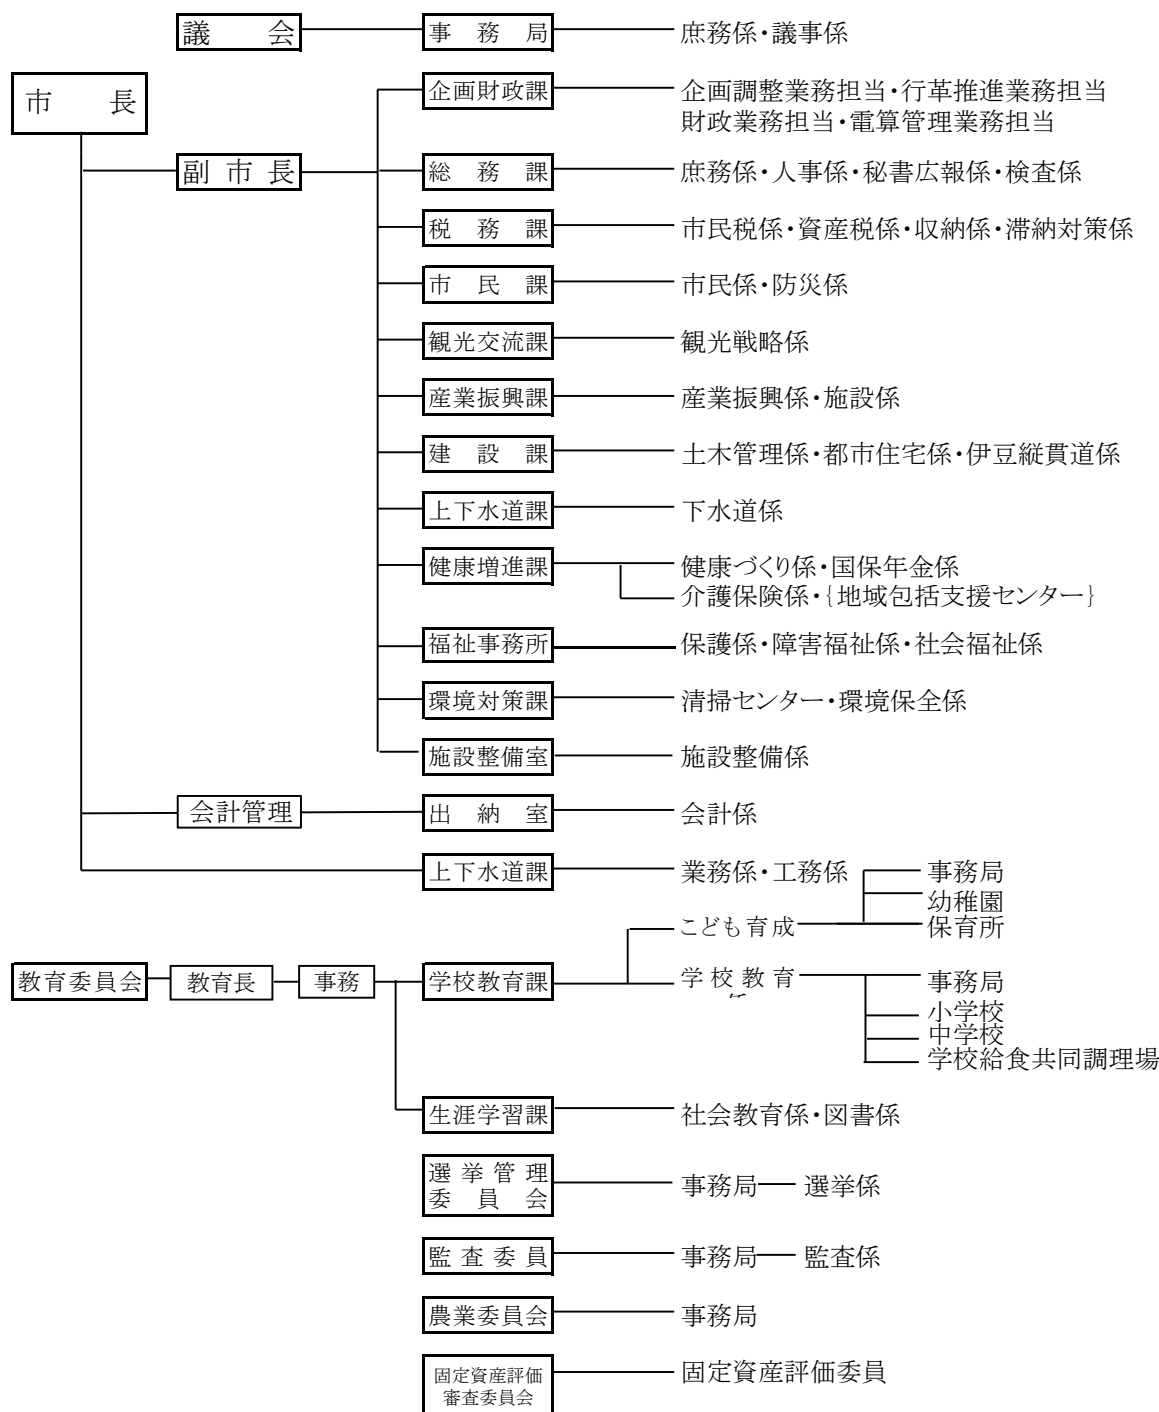 議　会 事　務　局 庶務係・議事係
市　長
企画財政課 企画調整業務担当・行革推進業務担当
財政業務担当・電算管理業務担当
副 市 長 総　務　課 庶務係・人事係・秘書広報係・検査係
税　務　課 市民税係・資産税係・収納係・滞納対策係
市　民　課 市民係・防災係
観光交流課 観光戦略係
産業振興課 産業振興係・施設係
建　設　課 土木管理係・都市住宅係・伊豆縦貫道係
上下水道課 下水道係
健康増進課 健康づくり係・国保年金係
介護保険係・{地域包括支援センター}
福祉事務所 保護係・障害福祉係・社会福祉係
環境対策課 清掃センター・環境保全係
施設整備室 施設整備係
会計管理 出　納　室 会計係
上下水道課 業務係・工務係
事務局
幼稚園
こども育成 保育所
教育委員会 教育長 事務 学校教育課 学校教育 事務局
小学校
中学校
学校給食共同調理場
生涯学習課 社会教育係・図書係
選挙管理
委員会
事務局 選挙係
監査委員 事務局 監査係
農業委員会 事務局
固定資産評価
審査委員会
固定資産評価委員